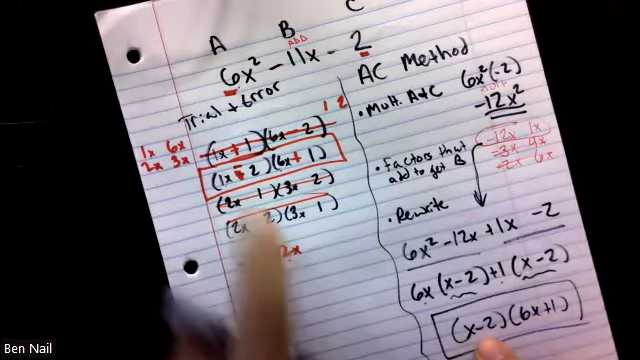 A B C
ADD
6x² - 11x - 2
Trial + Error
1 2
1x 6x
2x 3x
(1x + 1)(6x - 2)
(1x - 2)(6x + 1)
(2x 1)(3x 2)
(2x 2)(3x 1)
2x
AC Method
• Mult. A+C
6x²(-2)
-12x²
• Factors that
add to get B
-12x 1x
-3x 4x
-2x 6x
• Rewrite
6x² - 12x + 1x - 2
6x(x-2)+1(x-2)
(x-2)(6x+1)
Ben Nail